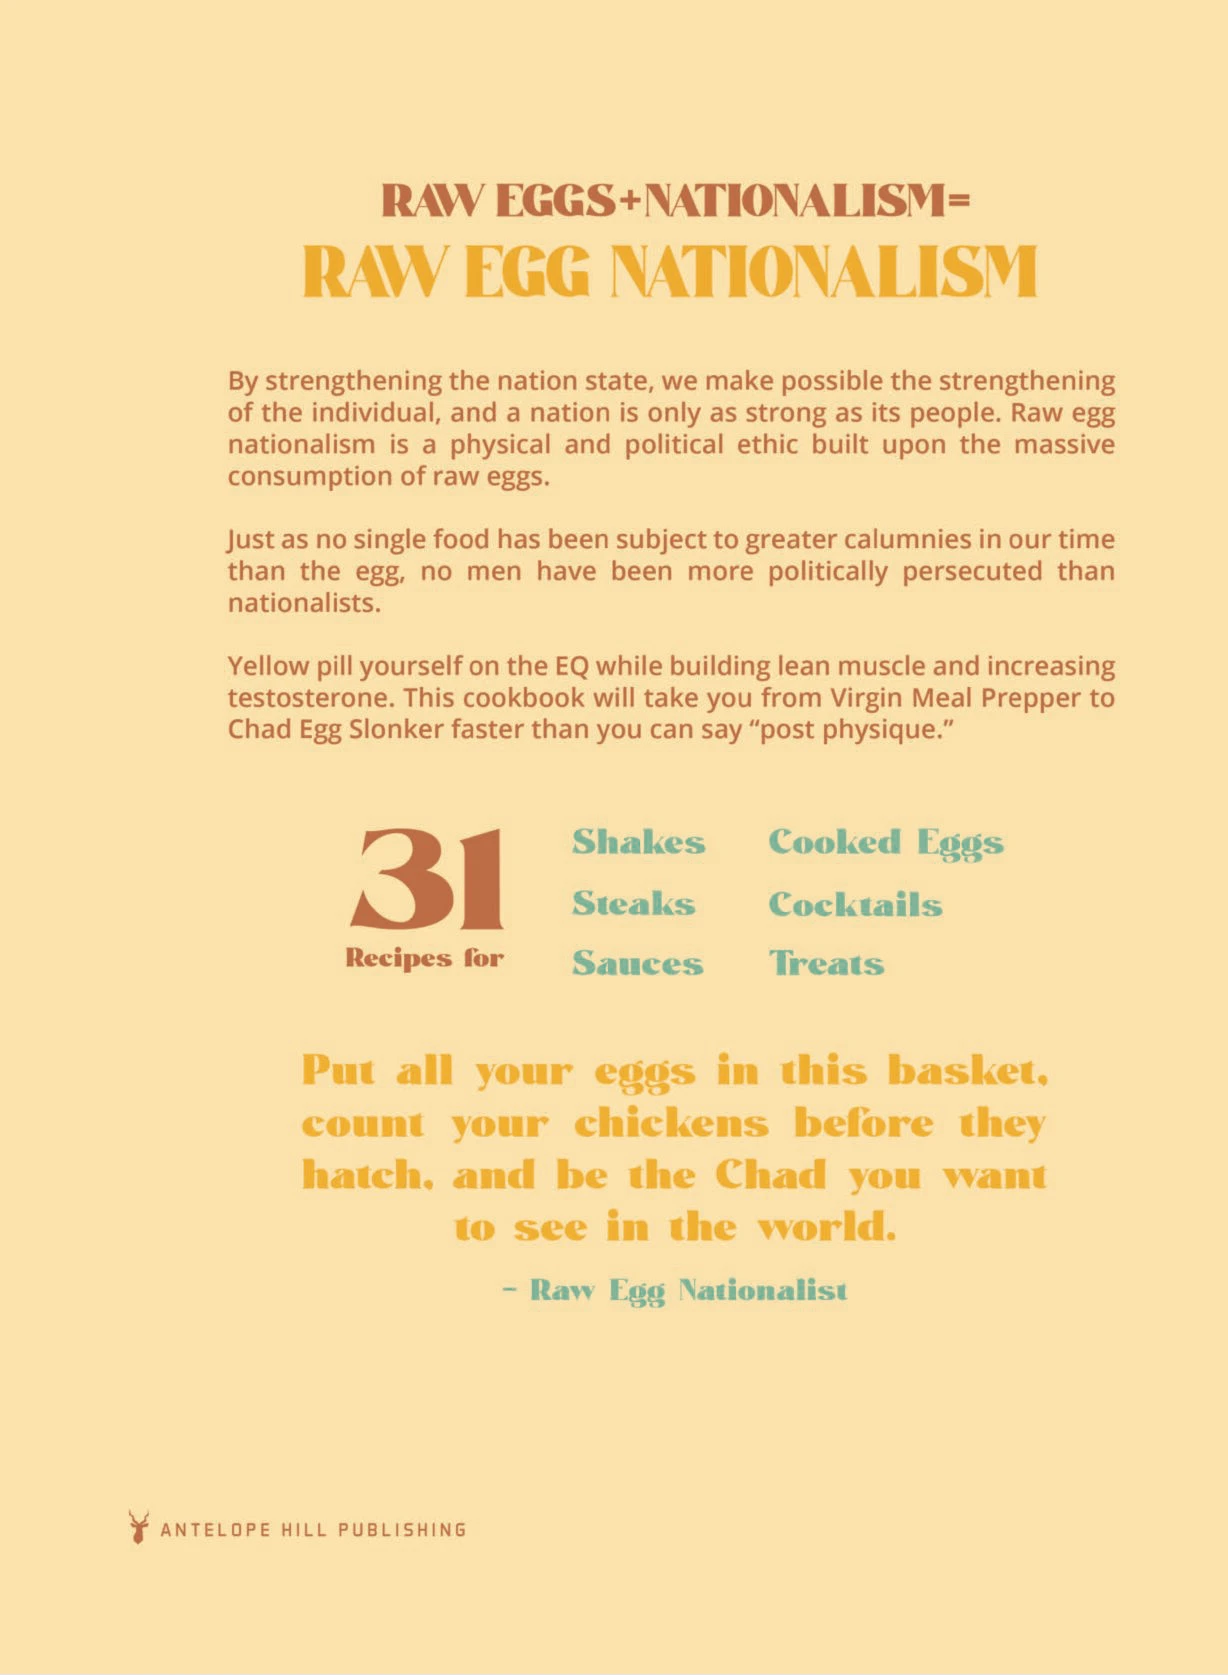 RAW EGGS+NATIONALISM=
RAW EGG NATIONALISM
By strengthening the nation state, we make possible the strengthening
of the individual, and a nation is only as strong as its people. Raw egg
nationalism is a physical and political ethic built upon the massive
consumption of raw eggs.
Just as no single food has been subject to greater calumnies in our time
than the egg, no men have been more politically persecuted than
nationalists.
Yellow pill yourself on the EQ while building lean muscle and increasing
testosterone. This cookbook will take you from Virgin Meal Prepper to
Chad Egg Slonker faster than you can say “post physique.”
31
Recipes for
Shakes
Steaks
Sauces
Cooked Eggs
Cocktails
Treats
Put all your eggs in this basket,
count your chickens before they
hatch, and be the Chad you want
to see in the world.
– Raw Egg Nationalist
ANTELOPE HILL PUBLISHING